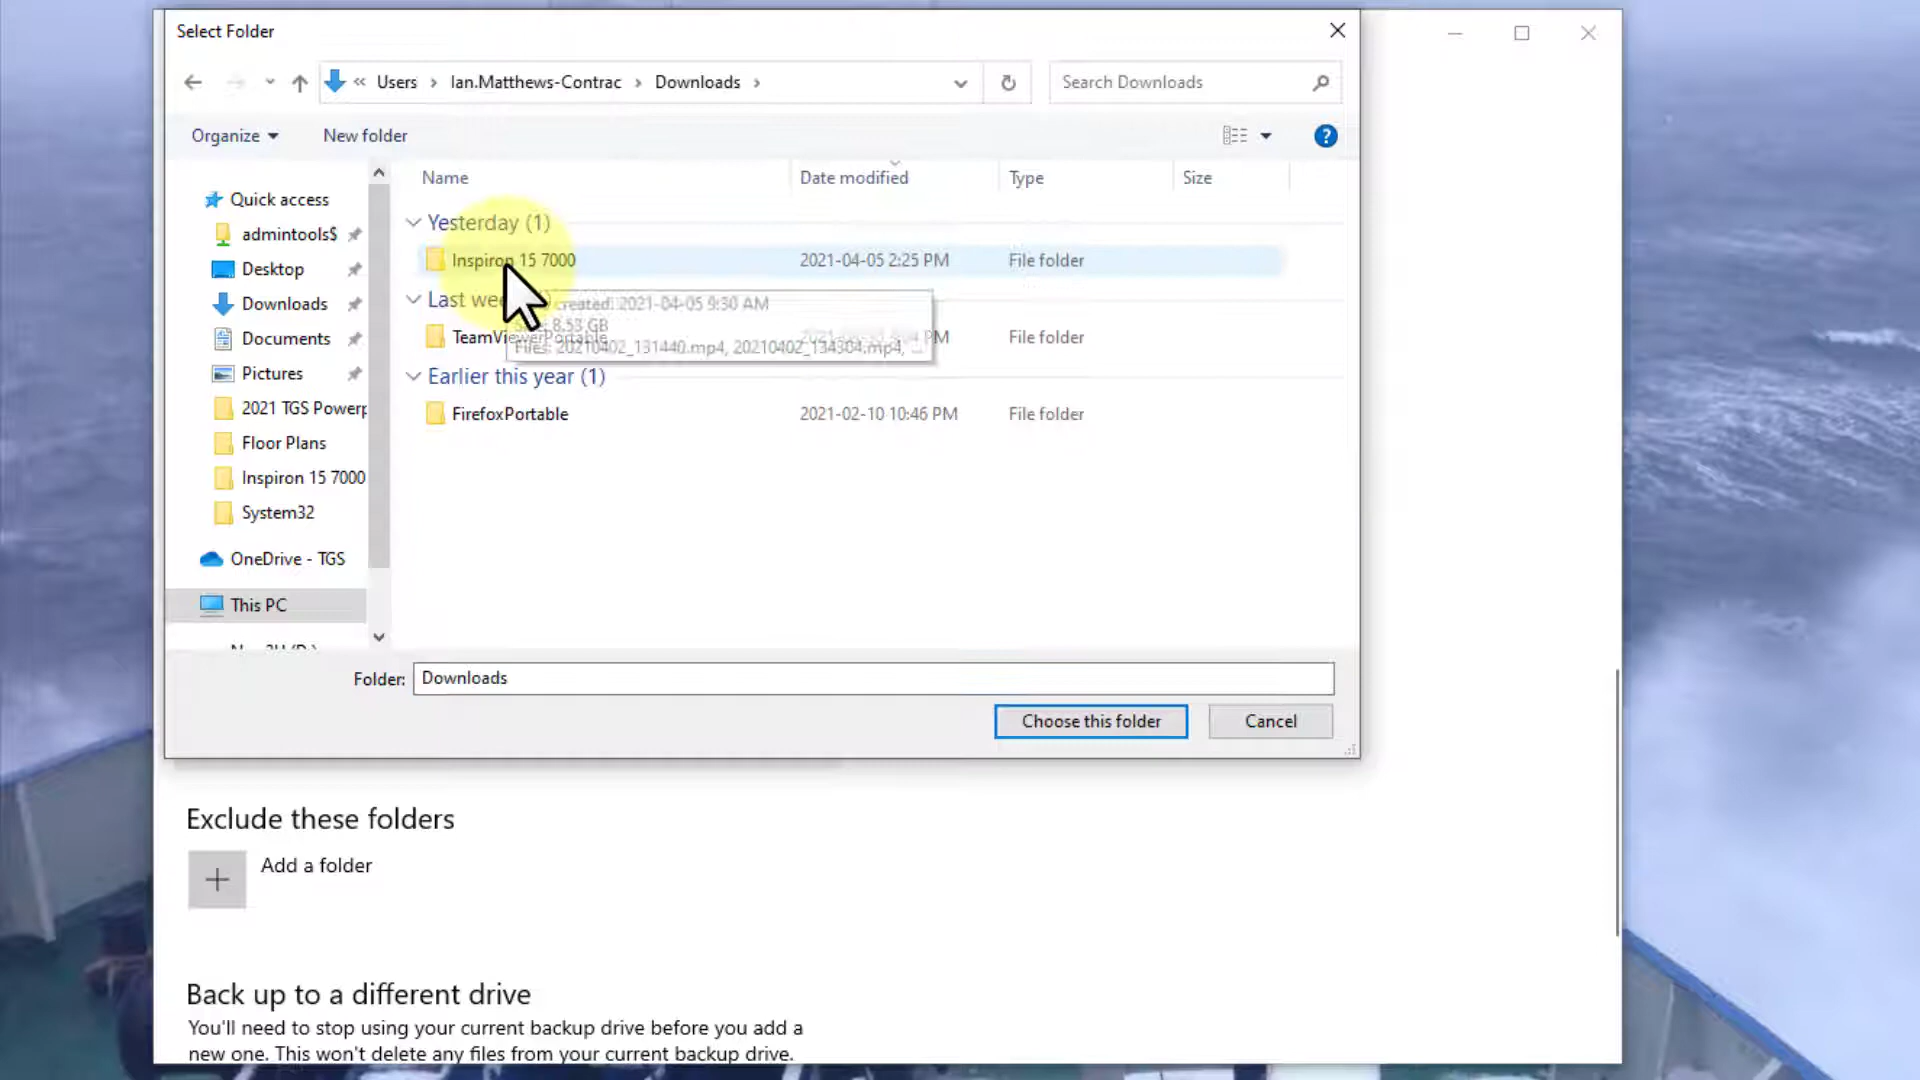 Select Folder
« Users > Ian.Matthews-Contrac > Downloads >
Search Downloads
Organize
New folder
Name
Date modified
Type
Size
Quick access
admintools$
Desktop
Downloads
Documents
Pictures
2021 TGS Powerp
Floor Plans
Inspiron 15 7000
System32
OneDrive - TGS
This PC
Yesterday (1)
Inspiron 15 7000 2021-04-05 2:25 PM File folder
Last wee
created: 2021-04-05 9:30 AM
8.53 GB
Files: 20210402_131440.mp4, 20210402_134304.mp4, ...
TeamViewerPortable
PM File folder
Earlier this year (1)
FirefoxPortable 2021-02-10 10:46 PM File folder
Folder: Downloads
Choose this folder
Cancel
Exclude these folders
Add a folder
Back up to a different drive
You'll need to stop using your current backup drive before you add a
new one. This won't delete any files from your current backup drive.